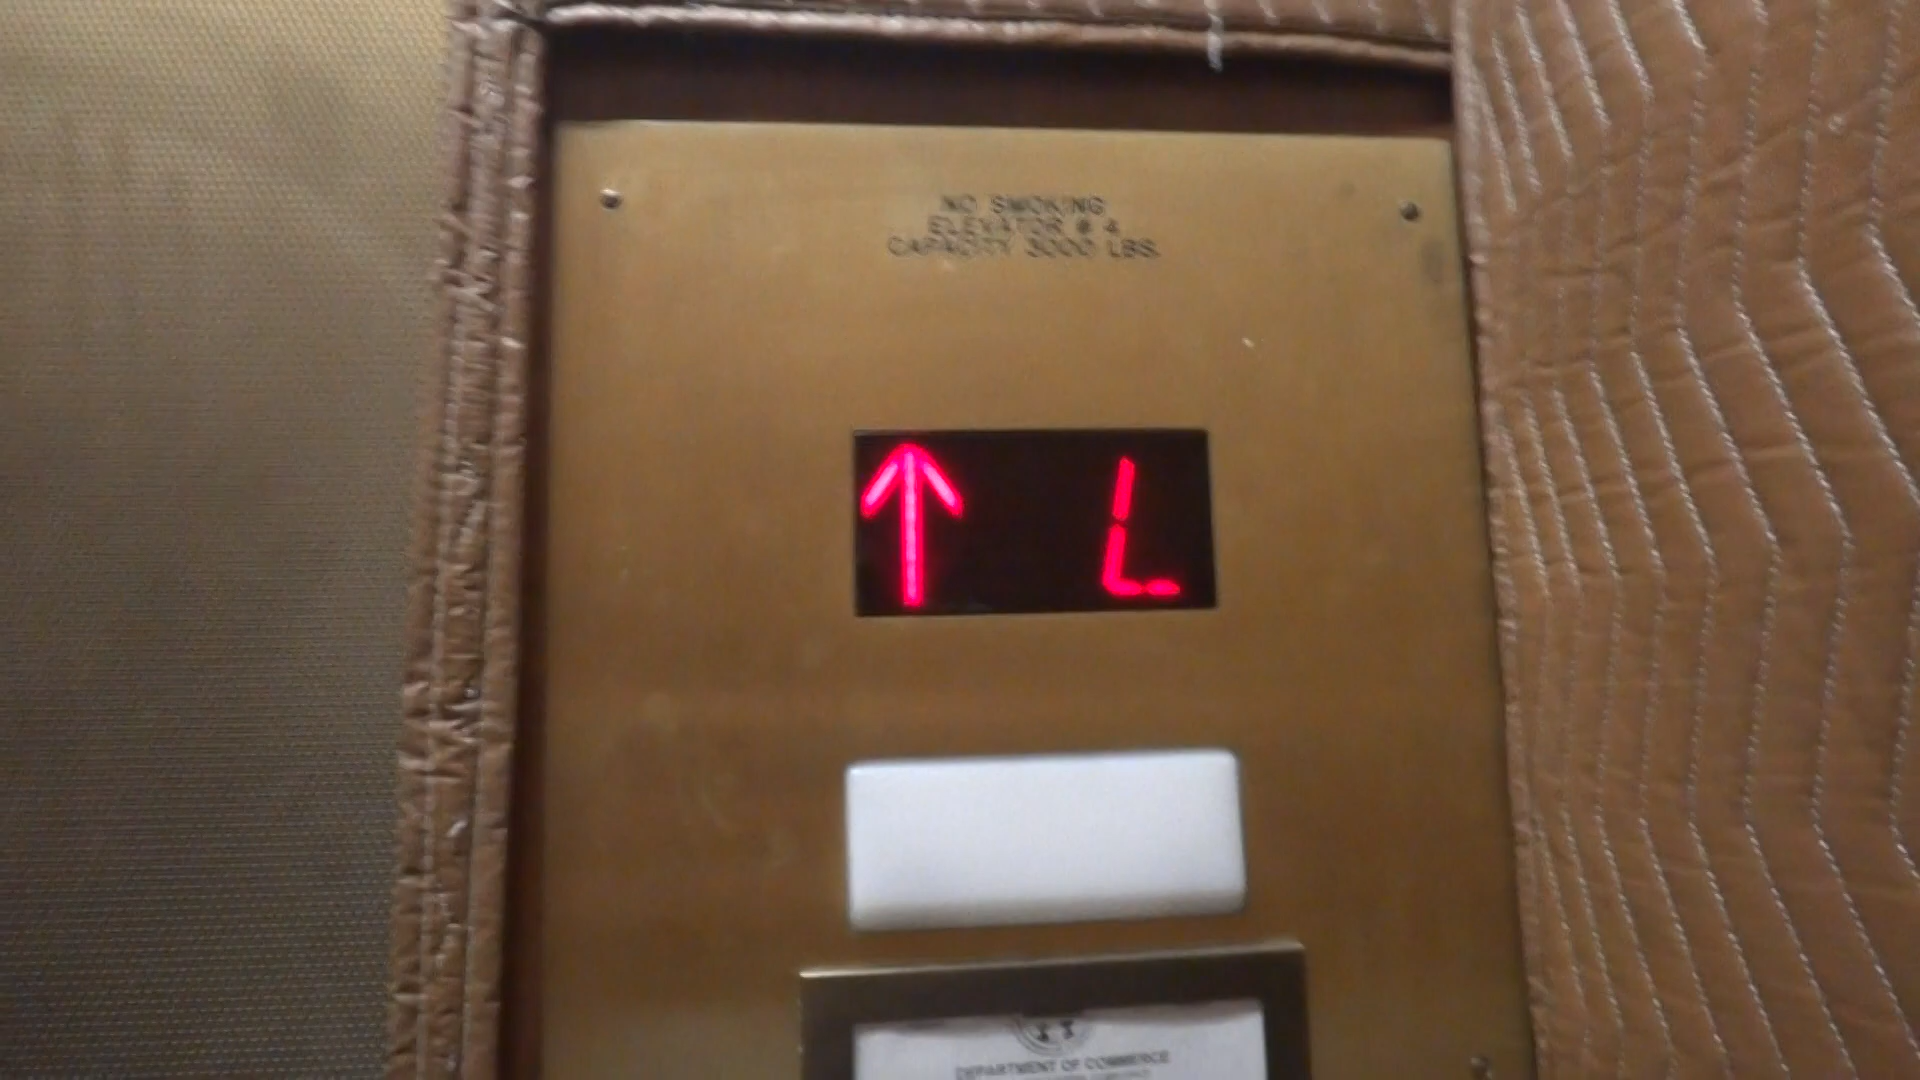 NO SMOKING
ELEVATOR # 4
CAPACITY 3000 LBS.
↑ L
DEPARTMENT OF COMMERCE